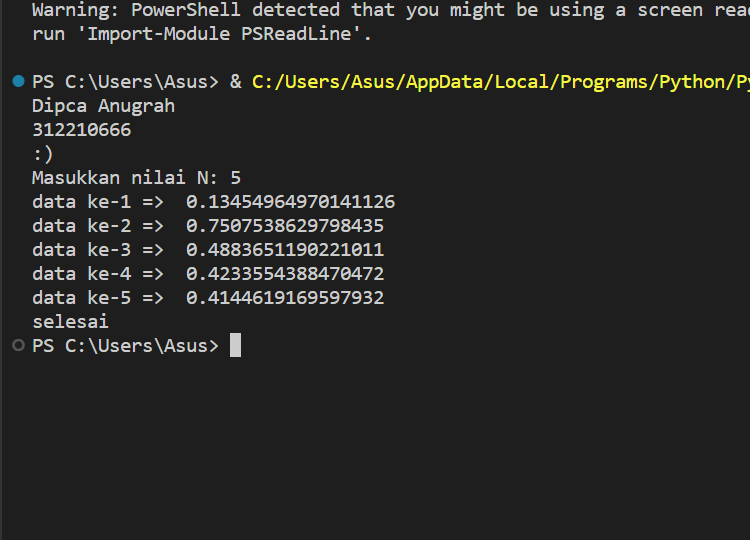 Warning: PowerShell detected that you might be using a screen
run 'Import-Module PSReadLine'.
PS C:\Users\Asus> & C:/Users/Asus/AppData/Local/Programs/Python/
Dipca Anugrah
312210666
:)
Masukkan nilai N: 5
data ke-1 => 0.13454964970141126
data ke-2 => 0.7507538629798435
data ke-3 => 0.4883651190221011
data ke-4 => 0.4233554388470472
data ke-5 => 0.4144619169597932
selesai
PS C:\Users\Asus>